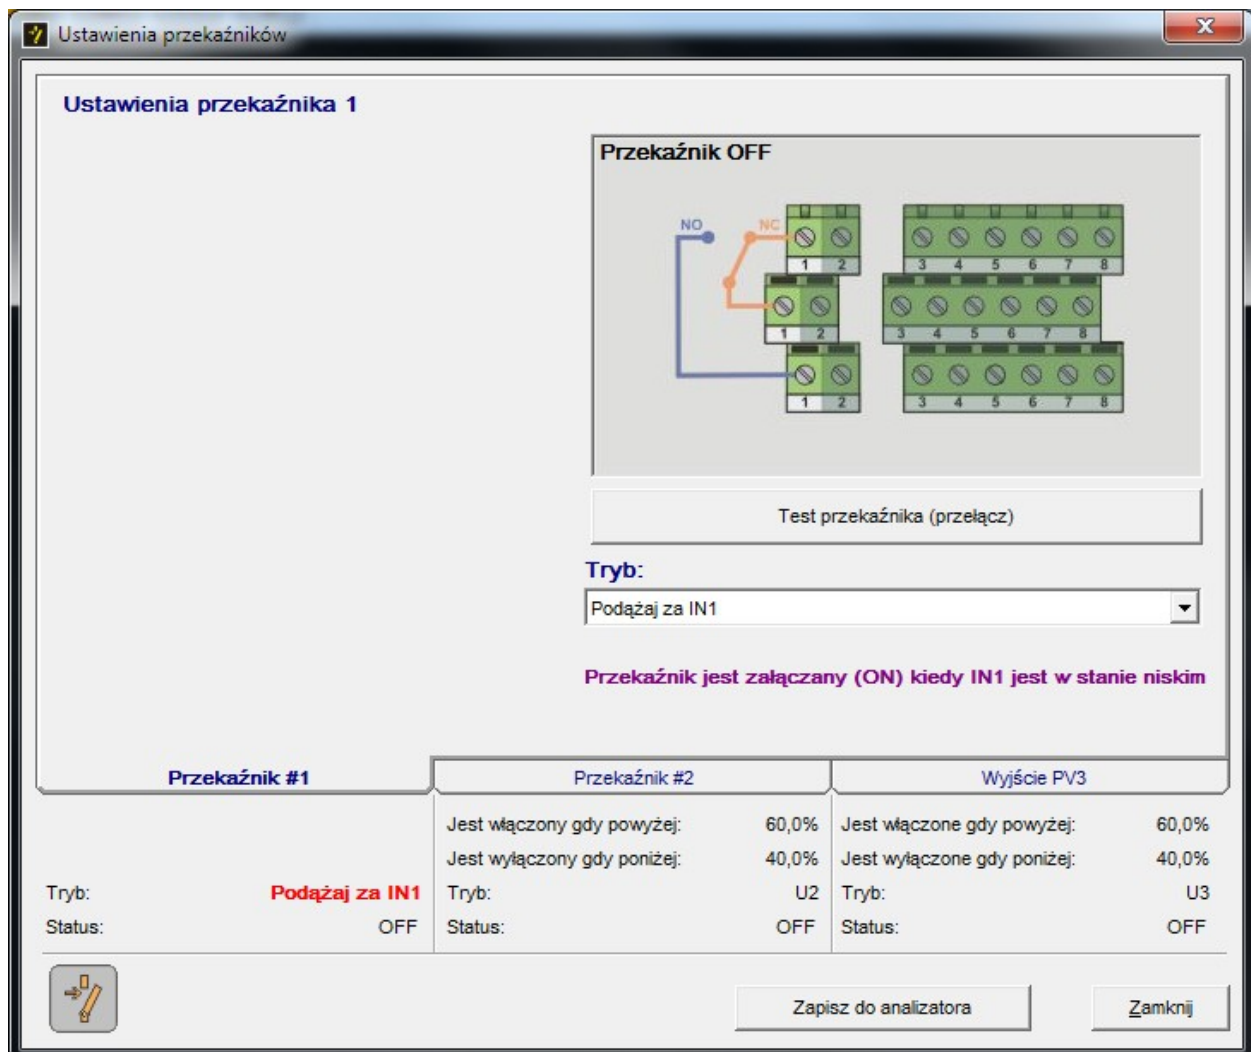 Ustawienia przekaźników
Ustawienia przekaźnika 1
Przekaźnik OFF
NO NC
1 2 3 4 5 6 7 8
1 2 3 4 5 6 7 8
1 2 3 4 5 6 7 8
Test przekaźnika (przełącz)
Tryb:
Podążaj za IN1
Przekaźnik jest załączany (ON) kiedy IN1 jest w stanie niskim
Przekaźnik #1 Przekaźnik #2 Wyjście PV3
Jest włączony gdy powyżej: 60,0% Jest włączone gdy powyżej: 60,0%
Jest wyłączony gdy poniżej: 40,0% Jest wyłączone gdy poniżej: 40,0%
Tryb: Podążaj za IN1 Tryb: U2 Tryb: U3
Status: OFF Status: OFF Status: OFF
Zapisz do analizatora Zamknij